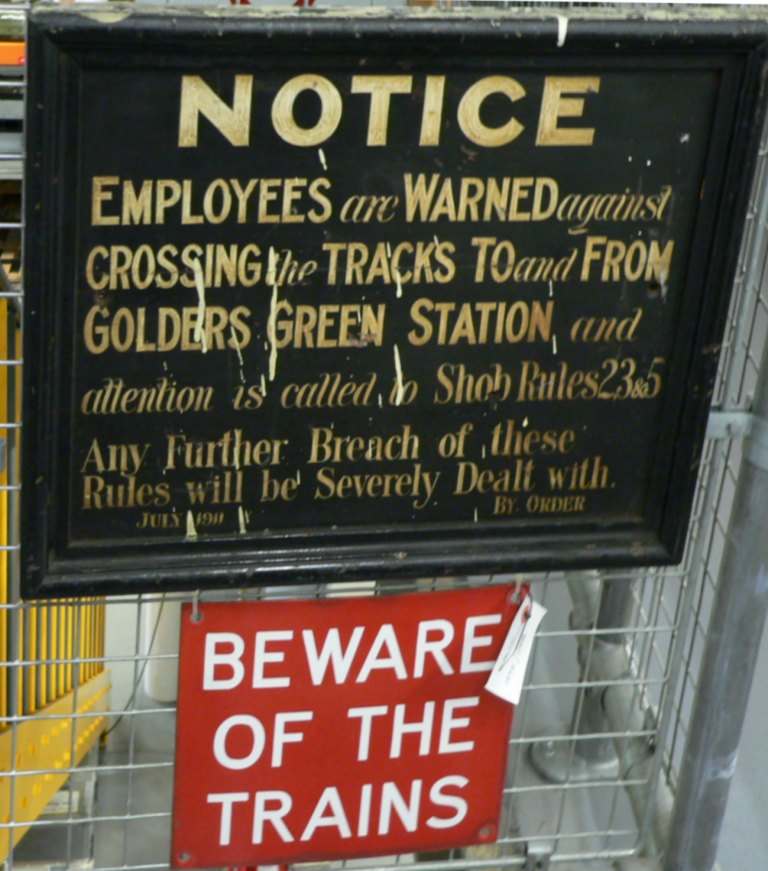 NOTICE
EMPLOYEES are WARNED against
CROSSING the TRACKS TO and FROM
GOLDERS GREEN STATION and
attention is called to Shop Rules 23 & 5
Any Further Breach of these
Rules will be Severely Dealt with.
BY ORDER
JULY 1911
BEWARE
OF THE
TRAINS